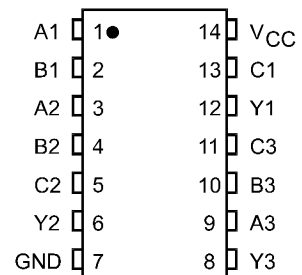 A1 1 14 VCC
B1 2 13 C1
A2 3 12 Y1
B2 4 11 C3
C2 5 10 B3
Y2 6 9 A3
GND 7 8 Y3